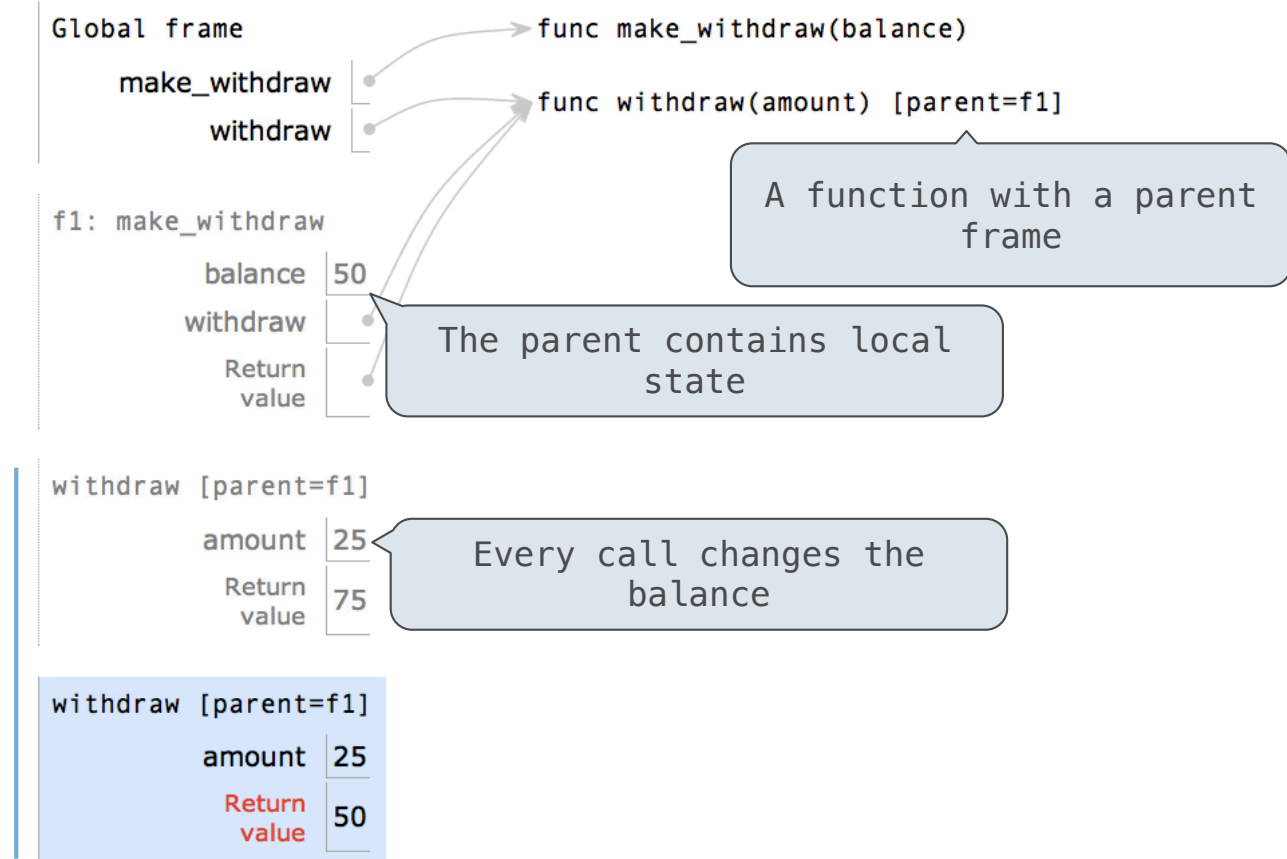 Global frame
func make_withdraw(balance)
make_withdraw
func withdraw(amount) [parent=f1]
withdraw
A function with a parent
frame
f1: make_withdraw
balance 50
withdraw
The parent contains local
state
Return
value
withdraw [parent=f1]
amount 25
Every call changes the
balance
Return
value 75
withdraw [parent=f1]
amount 25
Return
value 50